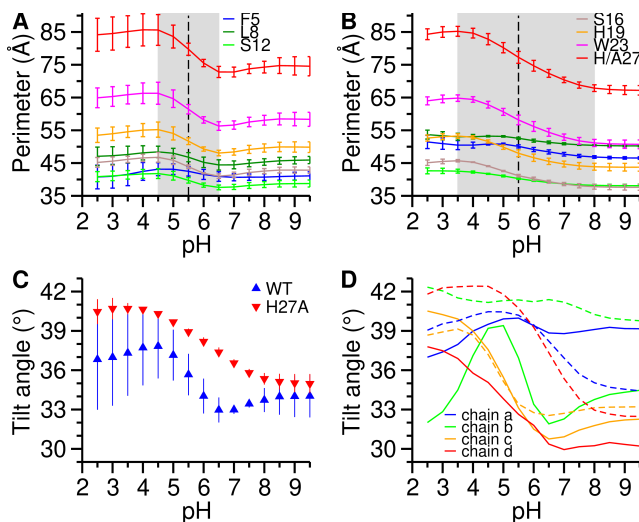 A
F5
L8
S12
Perimeter (Å)
85
75
65
55
45
35
2 3 4 5 6 7 8 9
pH
B
S16
H19
W23
H/A27
Perimeter (Å)
85
75
65
55
45
35
2 3 4 5 6 7 8 9
pH
C
WT
H27A
Tilt angle (°)
42
39
36
33
30
2 3 4 5 6 7 8 9
pH
D
Tilt angle (°)
42
39
36
33
30
chain a
chain b
chain c
chain d
2 3 4 5 6 7 8 9
pH